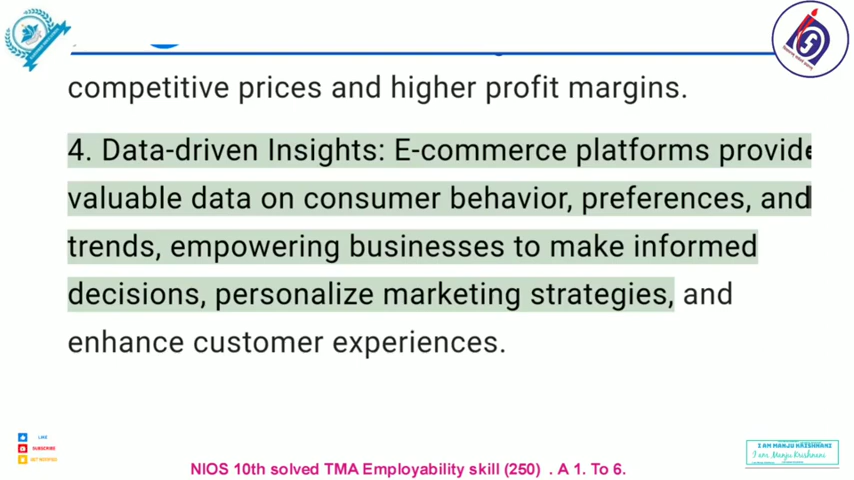 competitive prices and higher profit margins.
4. Data-driven Insights: E-commerce platforms provide
valuable data on consumer behavior, preferences, and
trends, empowering businesses to make informed
decisions, personalize marketing strategies, and
enhance customer experiences.
LIKE
SUBSCRIBE
GET NOTIFIED
I AM MANJU KRISHNANI
I am Manju Krishnani
NIOS 10th solved TMA Employability skill (250) . A 1. To 6.